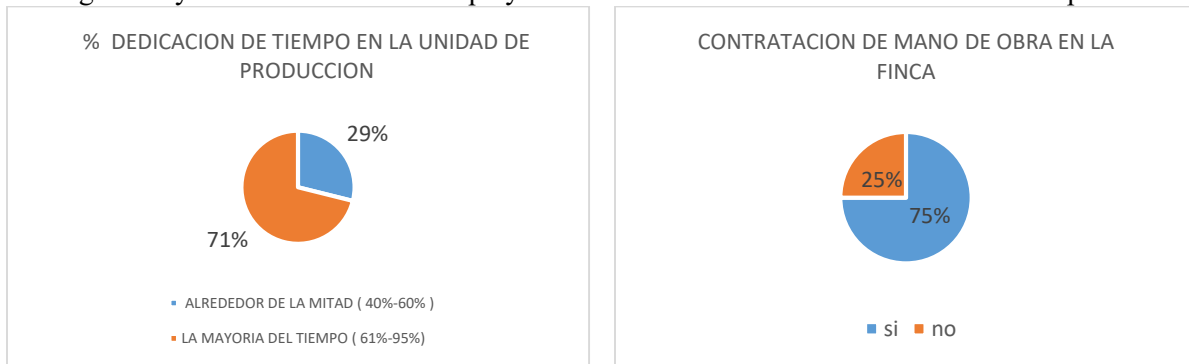 % DEDICACION DE TIEMPO EN LA UNIDAD DE
PRODUCCION
29%
71%
ALREDEDOR DE LA MITAD ( 40%-60% )
LA MAYORIA DEL TIEMPO ( 61%-95%)
CONTRATACION DE MANO DE OBRA EN LA
FINCA
25%
75%
si no